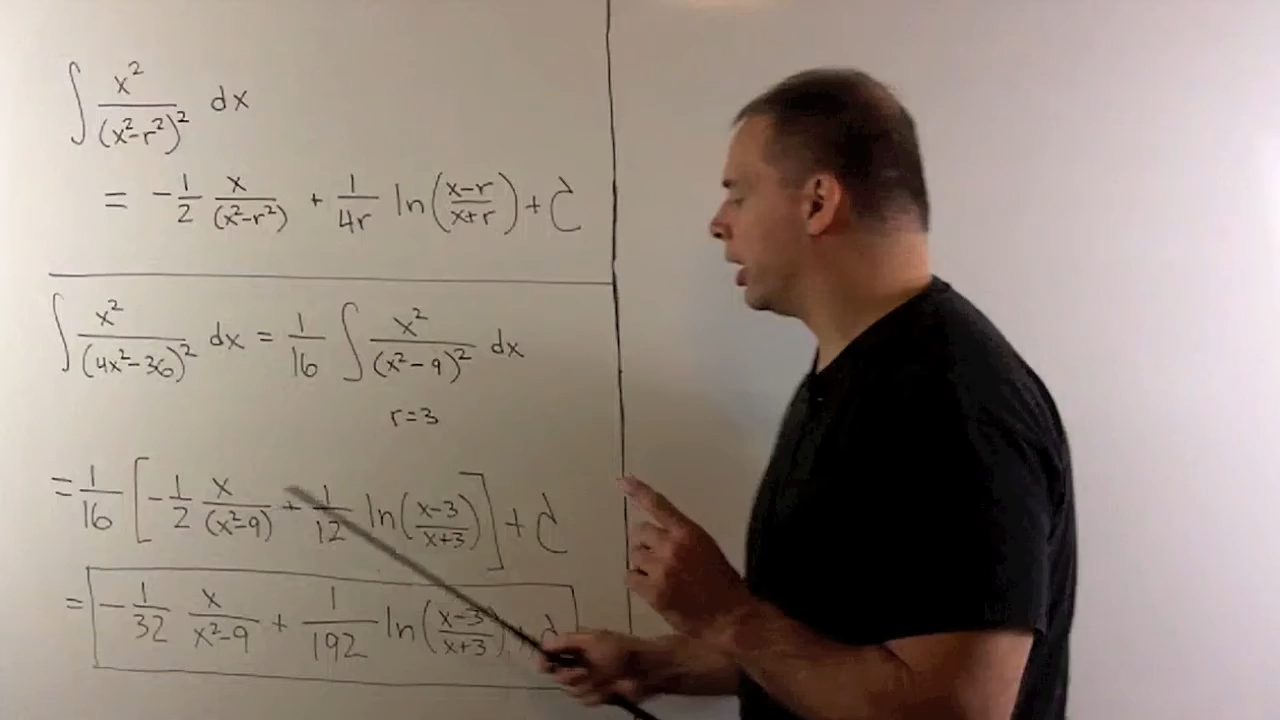 ∫ x²/(x²-r²)² dx
= -1/2 x/(x²-r²) + 1/4r ln(x-r/x+r) + C
∫ x²/(4x²-36)² dx = 1/16 ∫ x²/(x²-9)² dx
r=3
= 1/16 [-1/2 x/(x²-9) + 1/12 ln(x-3/x+3)] + C
= -1/32 x/x²-9 + 1/192 ln(x-3/x+3) + C